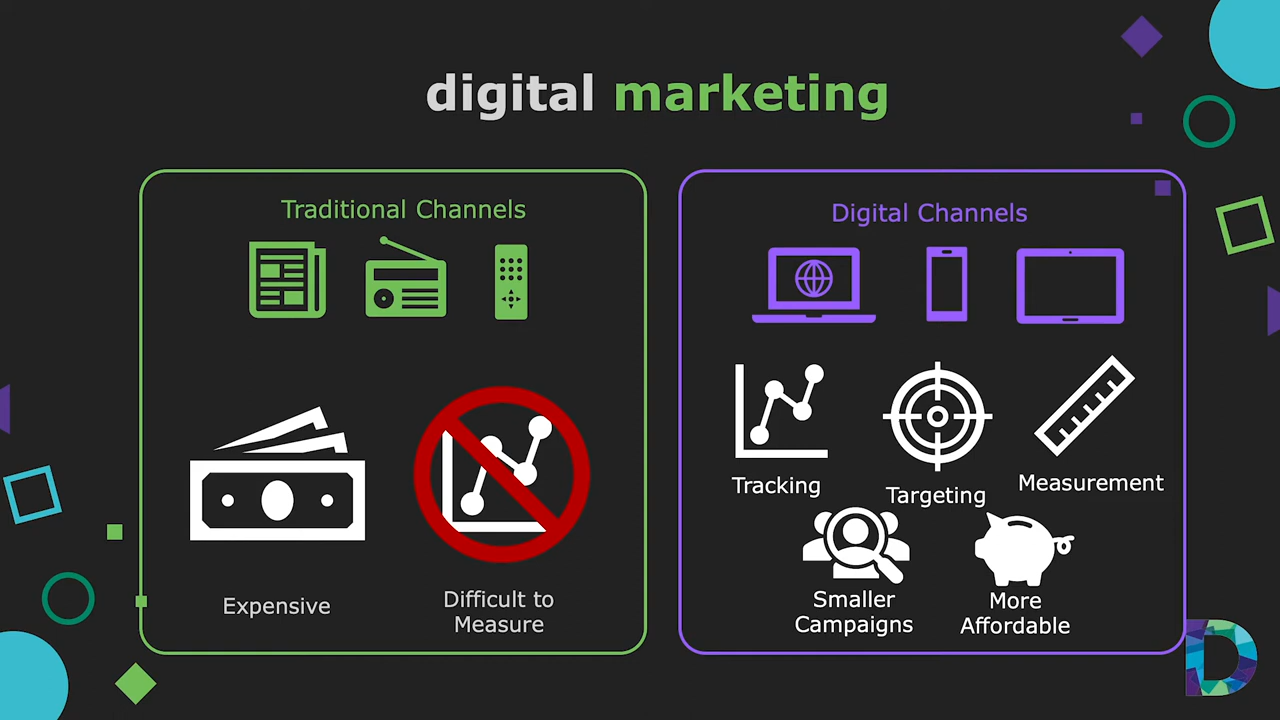 digital marketing
Traditional Channels
Expensive
Difficult to
Measure
Digital Channels
Tracking
Targeting
Measurement
Smaller
Campaigns
More
Affordable
D